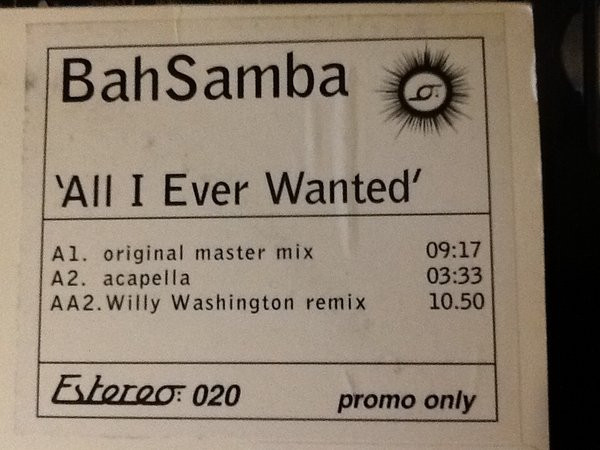 BahSamba
'All I Ever Wanted'
A1. original master mix 09:17
A2. acapella 03:33
AA2.Willy Washington remix 10.50
Estereo: 020 promo only